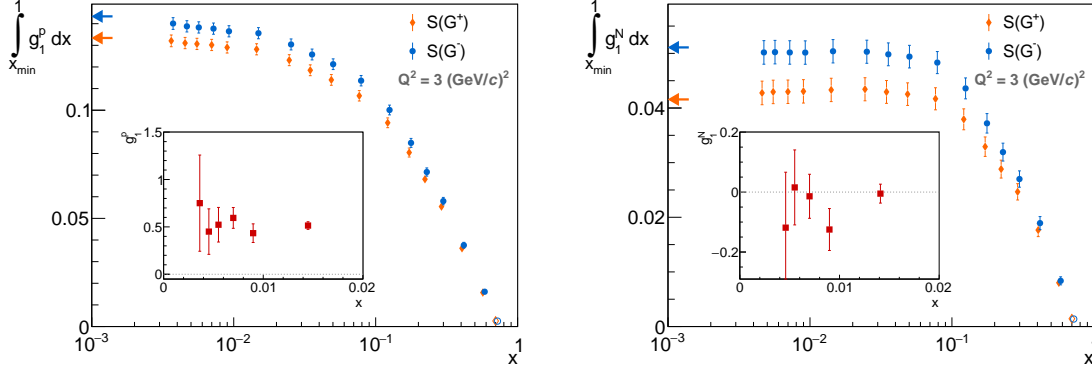 1
∫ g₁ᵖ dx
xmin
S(G⁺)
S(G⁻)
Q² = 3 (GeV/c)²
0.1
0.05
0
10⁻³ 10⁻² 10⁻¹ 1
x
g₁ᵖ
1.5
1
0.5
0
0 0.01 0.02
x
1
∫ g₁ᴺ dx
xmin
S(G⁺)
S(G⁻)
Q² = 3 (GeV/c)²
0.04
0.02
0
10⁻³ 10⁻² 10⁻¹ 1
x
g₁ᴺ
0.2
0
−0.2
0 0.01 0.02
x